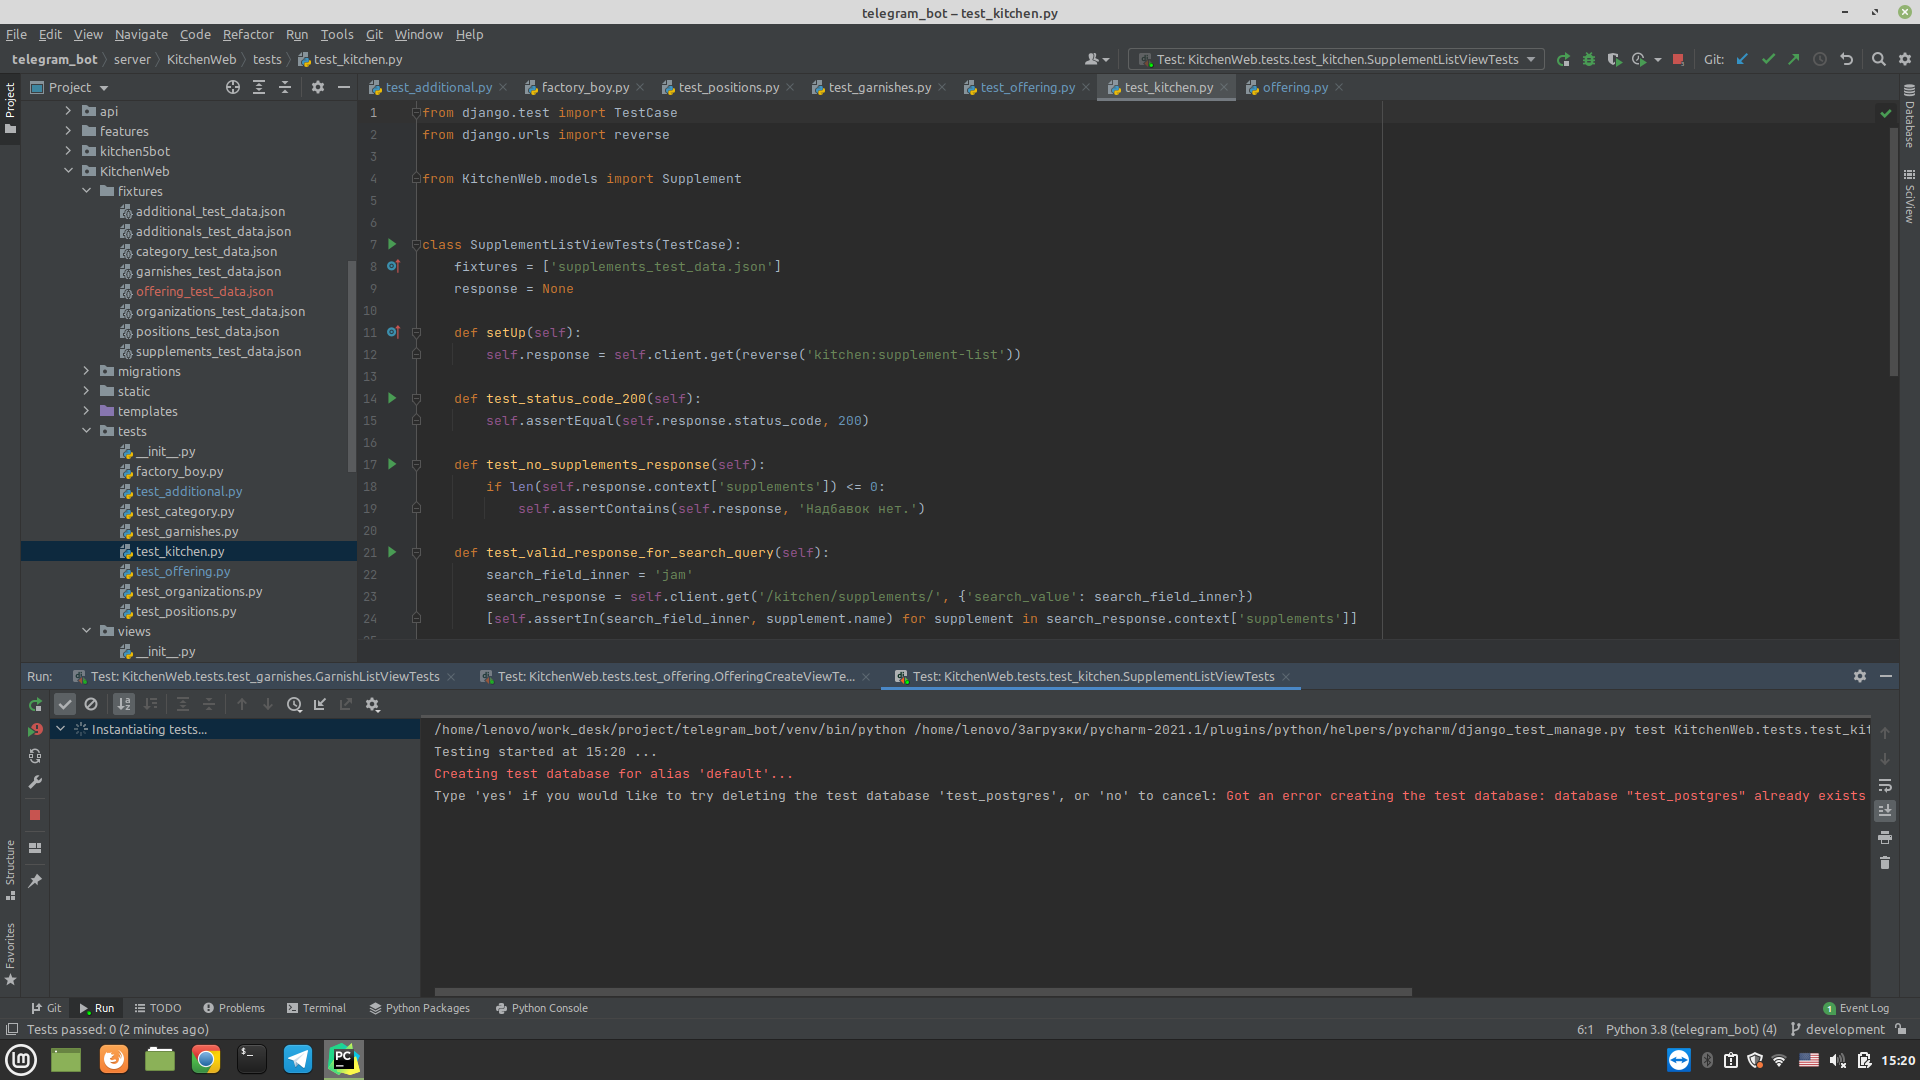 telegram_bot – test_kitchen.py
File Edit View Navigate Code Refactor Run Tools Git Window Help
telegram_bot server KitchenWeb tests test_kitchen.py
Test: KitchenWeb.tests.test_kitchen.SupplementListViewTests
Git:
Project
test_additional.py factory_boy.py test_positions.py test_garnishes.py test_offering.py test_kitchen.py offering.py
Project
Structure
Favorites
Database
SciView
api
features
kitchen5bot
KitchenWeb
fixtures
additional_test_data.json
additionals_test_data.json
category_test_data.json
garnishes_test_data.json
offering_test_data.json
organizations_test_data.json
positions_test_data.json
supplements_test_data.json
migrations
static
templates
tests
__init__.py
factory_boy.py
test_additional.py
test_category.py
test_garnishes.py
test_kitchen.py
test_offering.py
test_organizations.py
test_positions.py
views
__init__.py
1 from django.test import TestCase
2 from django.urls import reverse
3
4 from KitchenWeb.models import Supplement
5
6
7 class SupplementListViewTests(TestCase):
8 fixtures = ['supplements_test_data.json']
9 response = None
10
11 def setUp(self):
12 self.response = self.client.get(reverse('kitchen:supplement-list'))
13
14 def test_status_code_200(self):
15 self.assertEqual(self.response.status_code, 200)
16
17 def test_no_supplements_response(self):
18 if len(self.response.context['supplements']) <= 0:
19 self.assertContains(self.response, 'Надбавок нет.')
20
21 def test_valid_response_for_search_query(self):
22 search_field_inner = 'jam'
23 search_response = self.client.get('/kitchen/supplements/', {'search_value': search_field_inner})
24 [self.assertIn(search_field_inner, supplement.name) for supplement in search_response.context['supplements']]
Run: Test: KitchenWeb.tests.test_garnishes.GarnishListViewTests Test: KitchenWeb.tests.test_offering.OfferingCreateViewTe... Test: KitchenWeb.tests.test_kitchen.SupplementListViewTests
Instantiating tests...
/home/lenovo/work_desk/project/telegram_bot/venv/bin/python /home/lenovo/Загрузки/pycharm-2021.1/plugins/python/helpers/pycharm/django_test_manage.py test KitchenWeb.tests.test_kit
Testing started at 15:20 ...
Creating test database for alias 'default'...
Type 'yes' if you would like to try deleting the test database 'test_postgres', or 'no' to cancel: Got an error creating the test database: database "test_postgres" already exists
Git Run TODO Problems Terminal Python Packages Python Console
1 Event Log
Tests passed: 0 (2 minutes ago)
6:1 Python 3.8 (telegram_bot) (4) development
15:20